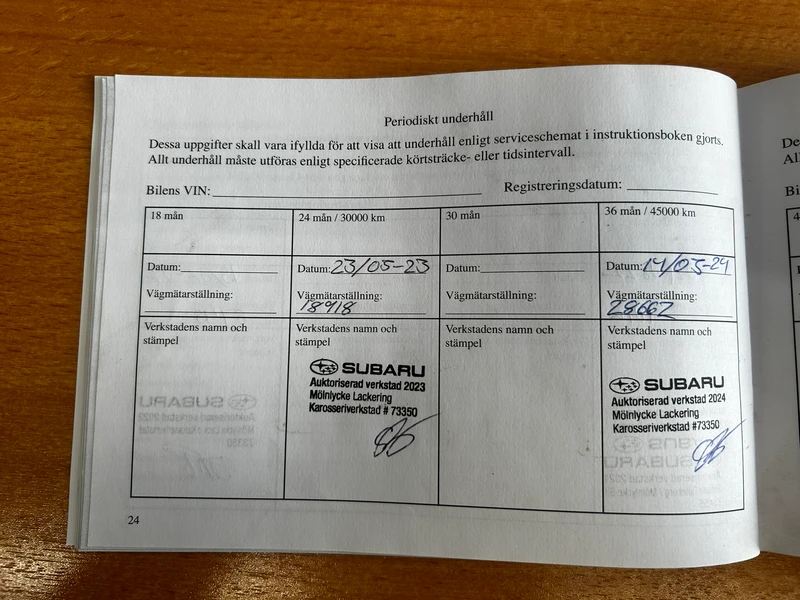 Periodiskt underhåll
Dessa uppgifter skall vara ifyllda för att visa att underhåll enligt serviceschemat i instruktionsboken gjorts.
Allt underhåll måste utföras enligt specificerade körtsträcke- eller tidsintervall.
Bilens VIN: Registreringsdatum:
18 mån
Datum:
Vägmätarställning:
Verkstadens namn och
stämpel
24 mån / 30000 km
Datum: 23/05-23
Vägmätarställning:
18918
Verkstadens namn och
stämpel
SUBARU
Auktoriserad verkstad 2023
Mölnlycke Lackering
Karosseriverkstad # 73350
30 mån
Datum:
Vägmätarställning:
Verkstadens namn och
stämpel
36 mån / 45000 km
Datum: 14/05-24
Vägmätarställning:
28662
Verkstadens namn och
stämpel
SUBARU
Auktoriserad verkstad 2024
Mölnlycke Lackering
Karosseriverkstad #73350
24